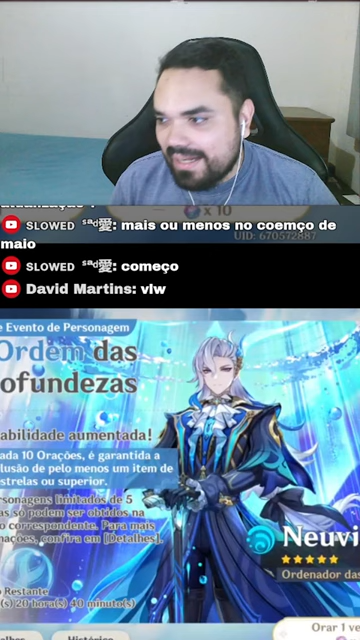 x 10
SLOWED ˢᵃᵈ愛: mais ou menos no coemço de
maio
UID: 670572887
SLOWED ˢᵃᵈ愛: começo
David Martins: vlw
e Evento de Personagem
Ordem das
ofundezas
abilidade aumentada!
ada 10 Orações, é garantida a
lusão de pelo menos um item de
strelas ou superior.
rsonagens limitados de 5
as só podem ser obtidos na
o correspondente. Para mais
mações, confira em [Detalhes].
Neuvi
Ordenador das
o Restante
(s) 20 hora(s) 40 minuto(s)
Orar 1 ve
Histórico